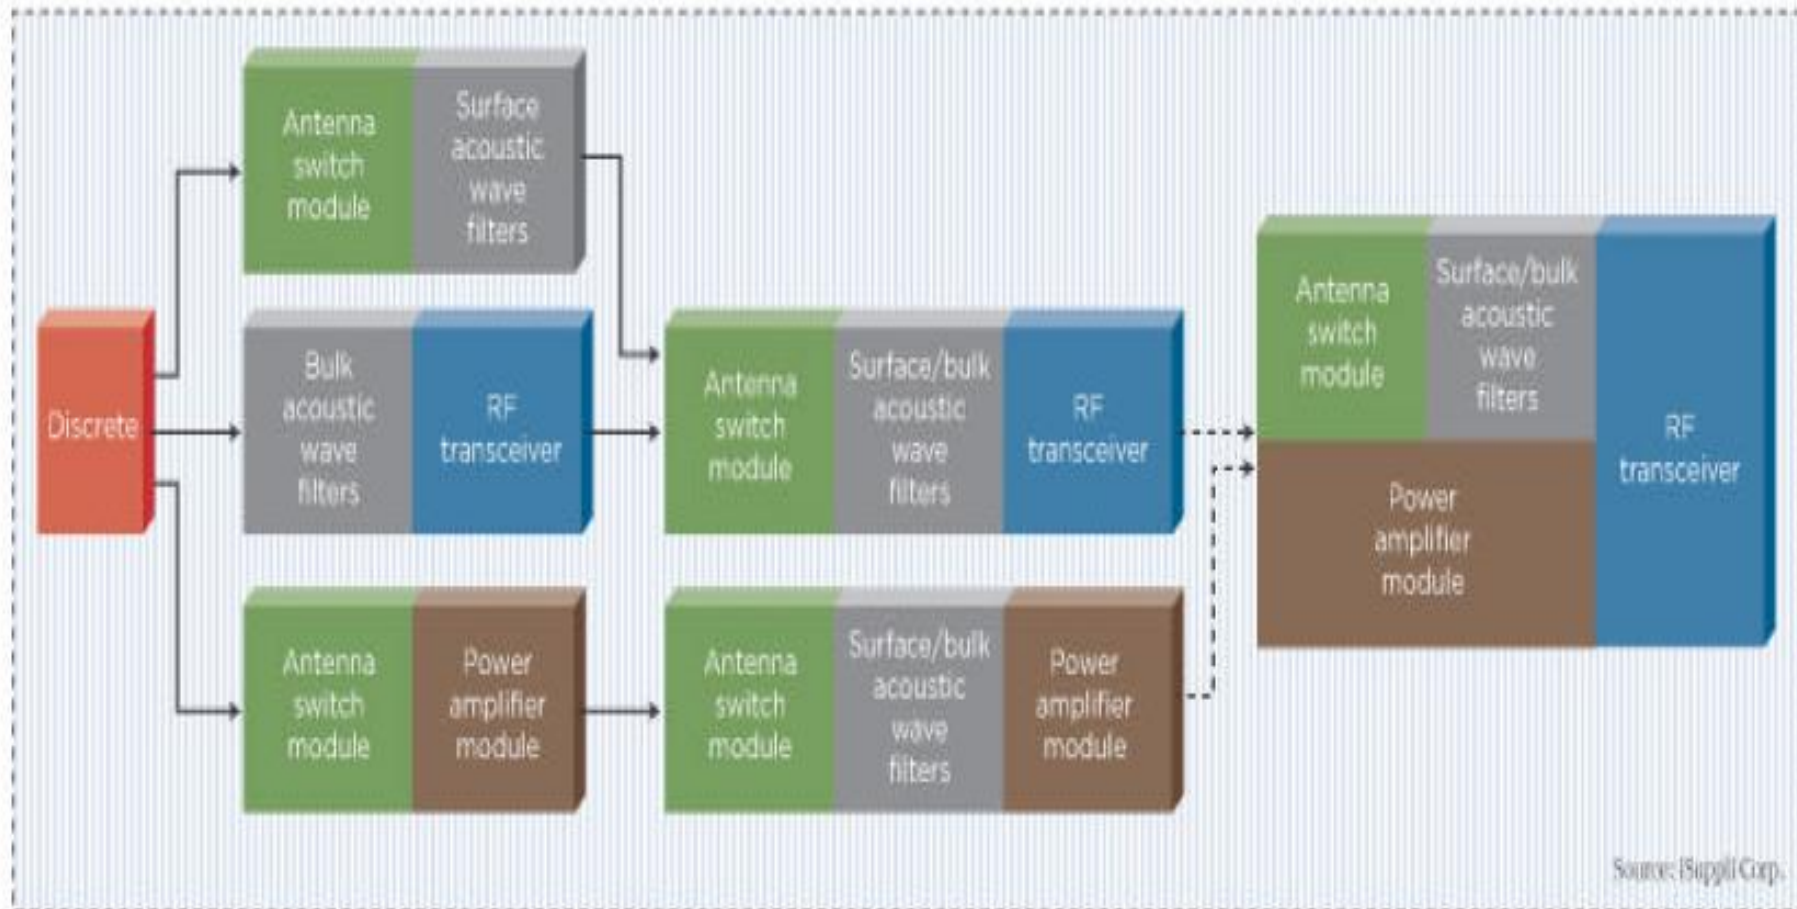 Discrete
Antenna
switch
module
Surface
acoustic
wave
filters
Bulk
acoustic
wave
filters
RF
transceiver
Antenna
switch
module
Power
amplifier
module
Antenna
switch
module
Surface/bulk
acoustic
wave
filters
RF
transceiver
Antenna
switch
module
Surface/bulk
acoustic
wave
filters
Power
amplifier
module
Antenna
switch
module
Surface/bulk
acoustic
wave
filters
Power
amplifier
module
RF
transceiver
Source: iSuppli Corp.